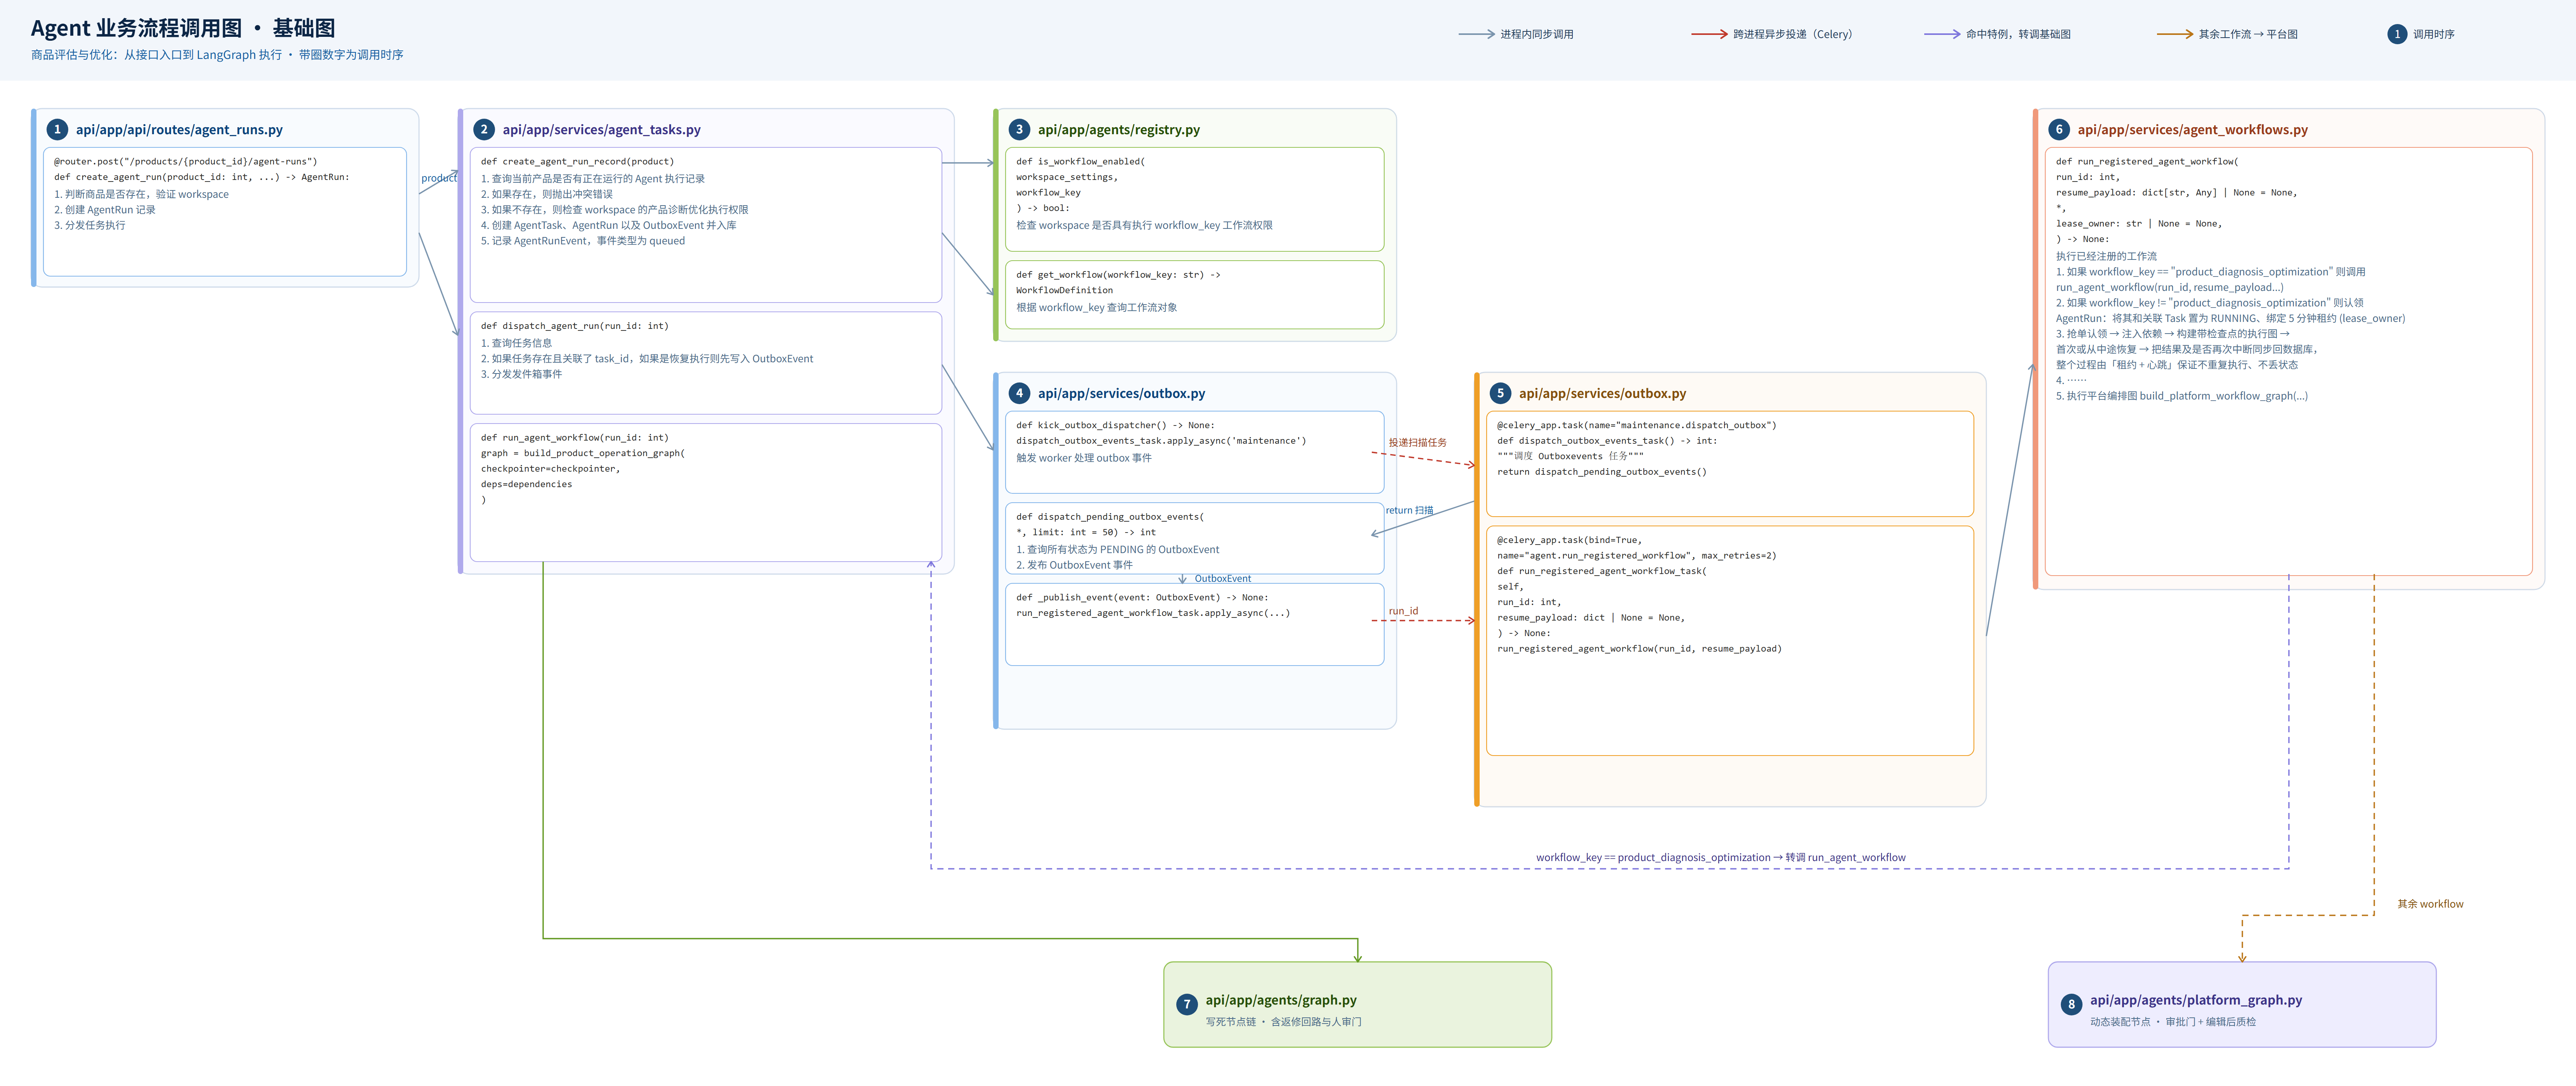 Agent 业务流程调用图 · 基础图
商品评估与优化：从接口入口到 LangGraph 执行 · 带圈数字为调用时序
进程内同步调用
跨进程异步投递（Celery）
命中特例，转调基础图
其余工作流 → 平台图
1 调用时序
1 api/app/api/routes/agent_runs.py
@router.post("/products/{product_id}/agent-runs")
def create_agent_run(product_id: int, ...) -> AgentRun:
1. 判断商品是否存在，验证 workspace
2. 创建 AgentRun 记录
3. 分发任务执行
product
2 api/app/services/agent_tasks.py
def create_agent_run_record(product)
1. 查询当前产品是否有正在运行的 Agent 执行记录
2. 如果存在，则抛出冲突错误
3. 如果不存在，则检查 workspace 的产品诊断优化执行权限
4. 创建 AgentTask、AgentRun 以及 OutboxEvent 并入库
5. 记录 AgentRunEvent，事件类型为 queued
def dispatch_agent_run(run_id: int)
1. 查询任务信息
2. 如果任务存在且关联了 task_id，如果是恢复执行则先写入 OutboxEvent
3. 分发发件箱事件
def run_agent_workflow(run_id: int)
graph = build_product_operation_graph(
checkpointer=checkpointer,
deps=dependencies
)
3 api/app/agents/registry.py
def is_workflow_enabled(
workspace_settings,
workflow_key
) -> bool:
检查 workspace 是否具有执行 workflow_key 工作流权限
def get_workflow(workflow_key: str) ->
WorkflowDefinition
根据 workflow_key 查询工作流对象
4 api/app/services/outbox.py
def kick_outbox_dispatcher() -> None:
dispatch_outbox_events_task.apply_async('maintenance')
触发 worker 处理 outbox 事件
def dispatch_pending_outbox_events(
*, limit: int = 50) -> int
1. 查询所有状态为 PENDING 的 OutboxEvent
2. 发布 OutboxEvent 事件
OutboxEvent
def _publish_event(event: OutboxEvent) -> None:
run_registered_agent_workflow_task.apply_async(...)
投递扫描任务
return 扫描
run_id
5 api/app/services/outbox.py
@celery_app.task(name="maintenance.dispatch_outbox")
def dispatch_outbox_events_task() -> int:
"""调度 Outboxevents 任务"""
return dispatch_pending_outbox_events()
@celery_app.task(bind=True,
name="agent.run_registered_workflow", max_retries=2)
def run_registered_agent_workflow_task(
self,
run_id: int,
resume_payload: dict | None = None,
) -> None:
run_registered_agent_workflow(run_id, resume_payload)
6 api/app/services/agent_workflows.py
def run_registered_agent_workflow(
run_id: int,
resume_payload: dict[str, Any] | None = None,
*,
lease_owner: str | None = None,
) -> None:
执行已经注册的工作流
1. 如果 workflow_key == "product_diagnosis_optimization" 则调用
run_agent_workflow(run_id, resume_payload...)
2. 如果 workflow_key != "product_diagnosis_optimization" 则认领
AgentRun：将其和关联 Task 置为 RUNNING、绑定 5 分钟租约 (lease_owner)
3. 抢单认领 → 注入依赖 → 构建带检查点的执行图 →
首次或从中途恢复 → 把结果及是否再次中断同步回数据库，
整个过程由「租约 + 心跳」保证不重复执行、不丢状态
4. ……
5. 执行平台编排图 build_platform_workflow_graph(...)
workflow_key == product_diagnosis_optimization → 转调 run_agent_workflow
其余 workflow
7 api/app/agents/graph.py
写死节点链 · 含返修回路与人审门
8 api/app/agents/platform_graph.py
动态装配节点 · 审批门 + 编辑后质检